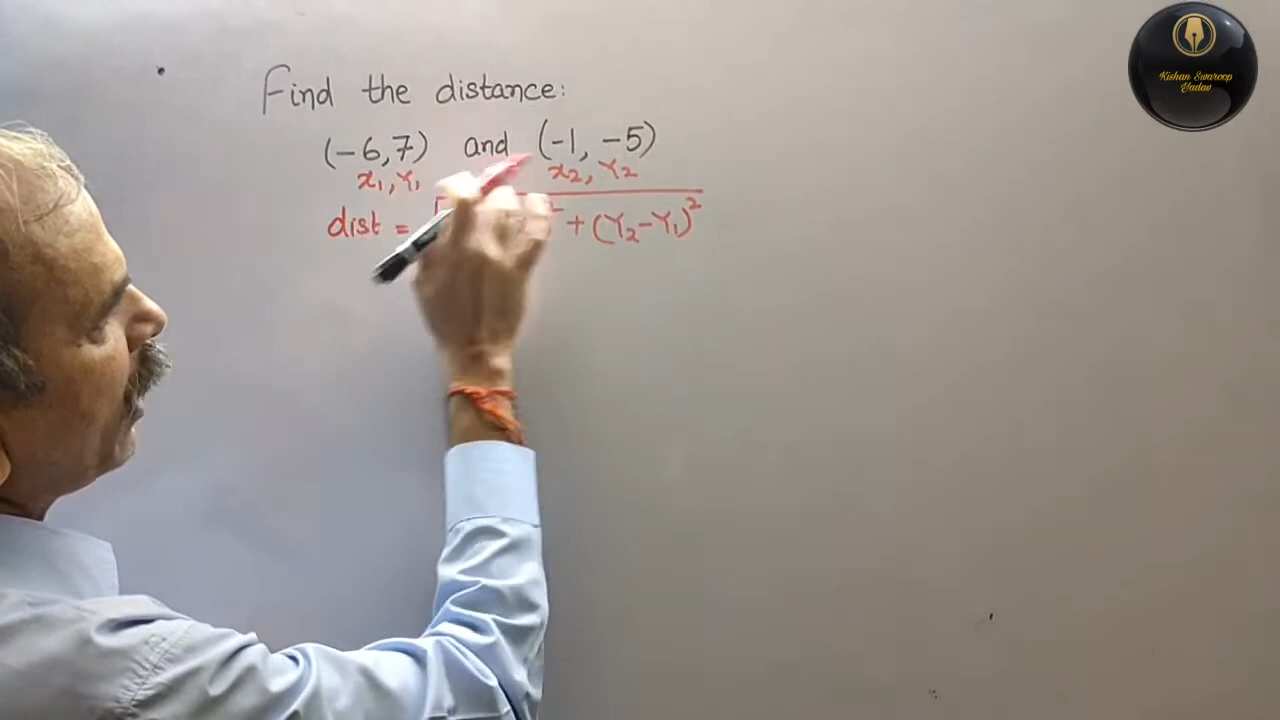 Find the distance:
(-6,7) and (-1, -5)
x₁,Y₁ x₂,Y₂
dist = √ ² + (Y₂-Y₁)²
Kishan Swaroop
Yadav